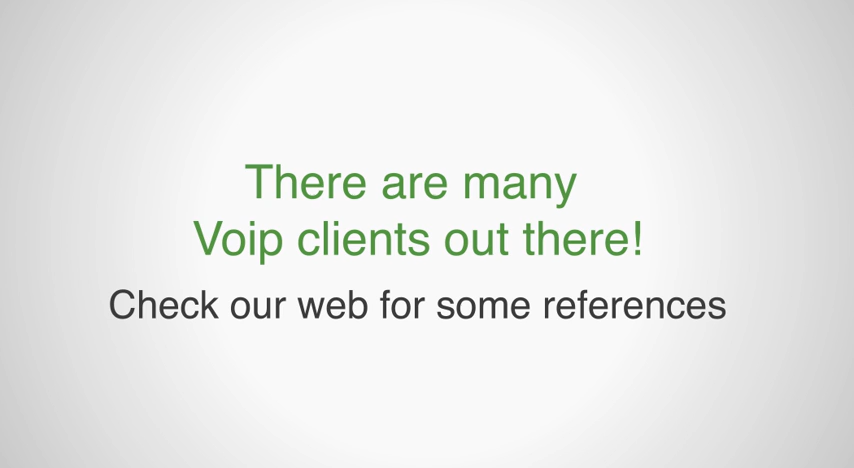 There are many
Voip clients out there!
Check our web for some references